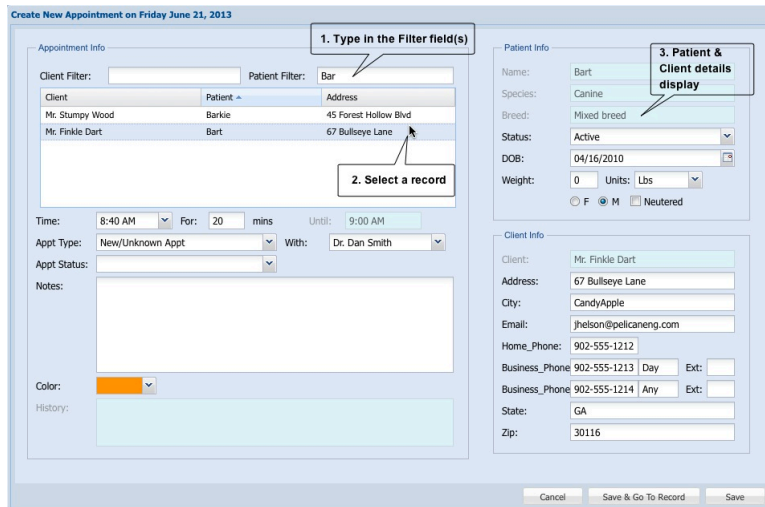 Create New Appointment on Friday June 21, 2013
1. Type in the Filter field(s)
Appointment Info
Client Filter:
Patient Filter: Bar
Client Patient Address
Mr. Stumpy Wood Barkie 45 Forest Hollow Blvd
Mr. Finkle Dart Bart 67 Bullseye Lane
2. Select a record
Time: 8:40 AM For: 20 mins Until: 9:00 AM
Appt Type: New/Unknown Appt With: Dr. Dan Smith
Appt Status:
Notes:
Color:
History:
Patient Info
3. Patient &
Client details
display
Name: Bart
Species: Canine
Breed: Mixed breed
Status: Active
DOB: 04/16/2010
Weight: 0 Units: Lbs
F M Neutered
Client Info
Client: Mr. Finkle Dart
Address: 67 Bullseye Lane
City: CandyApple
Email: jhelson@pelicaneng.com
Home_Phone: 902-555-1212
Business_Phone 902-555-1213 Day Ext:
Business_Phone 902-555-1214 Any Ext:
State: GA
Zip: 30116
Cancel Save & Go To Record Save